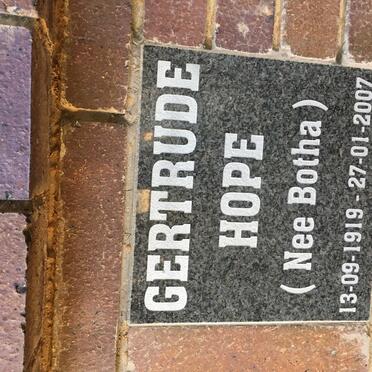 GERTRUDE
HOPE
( Nee Botha )
13-09-1919 - 27-01-2007